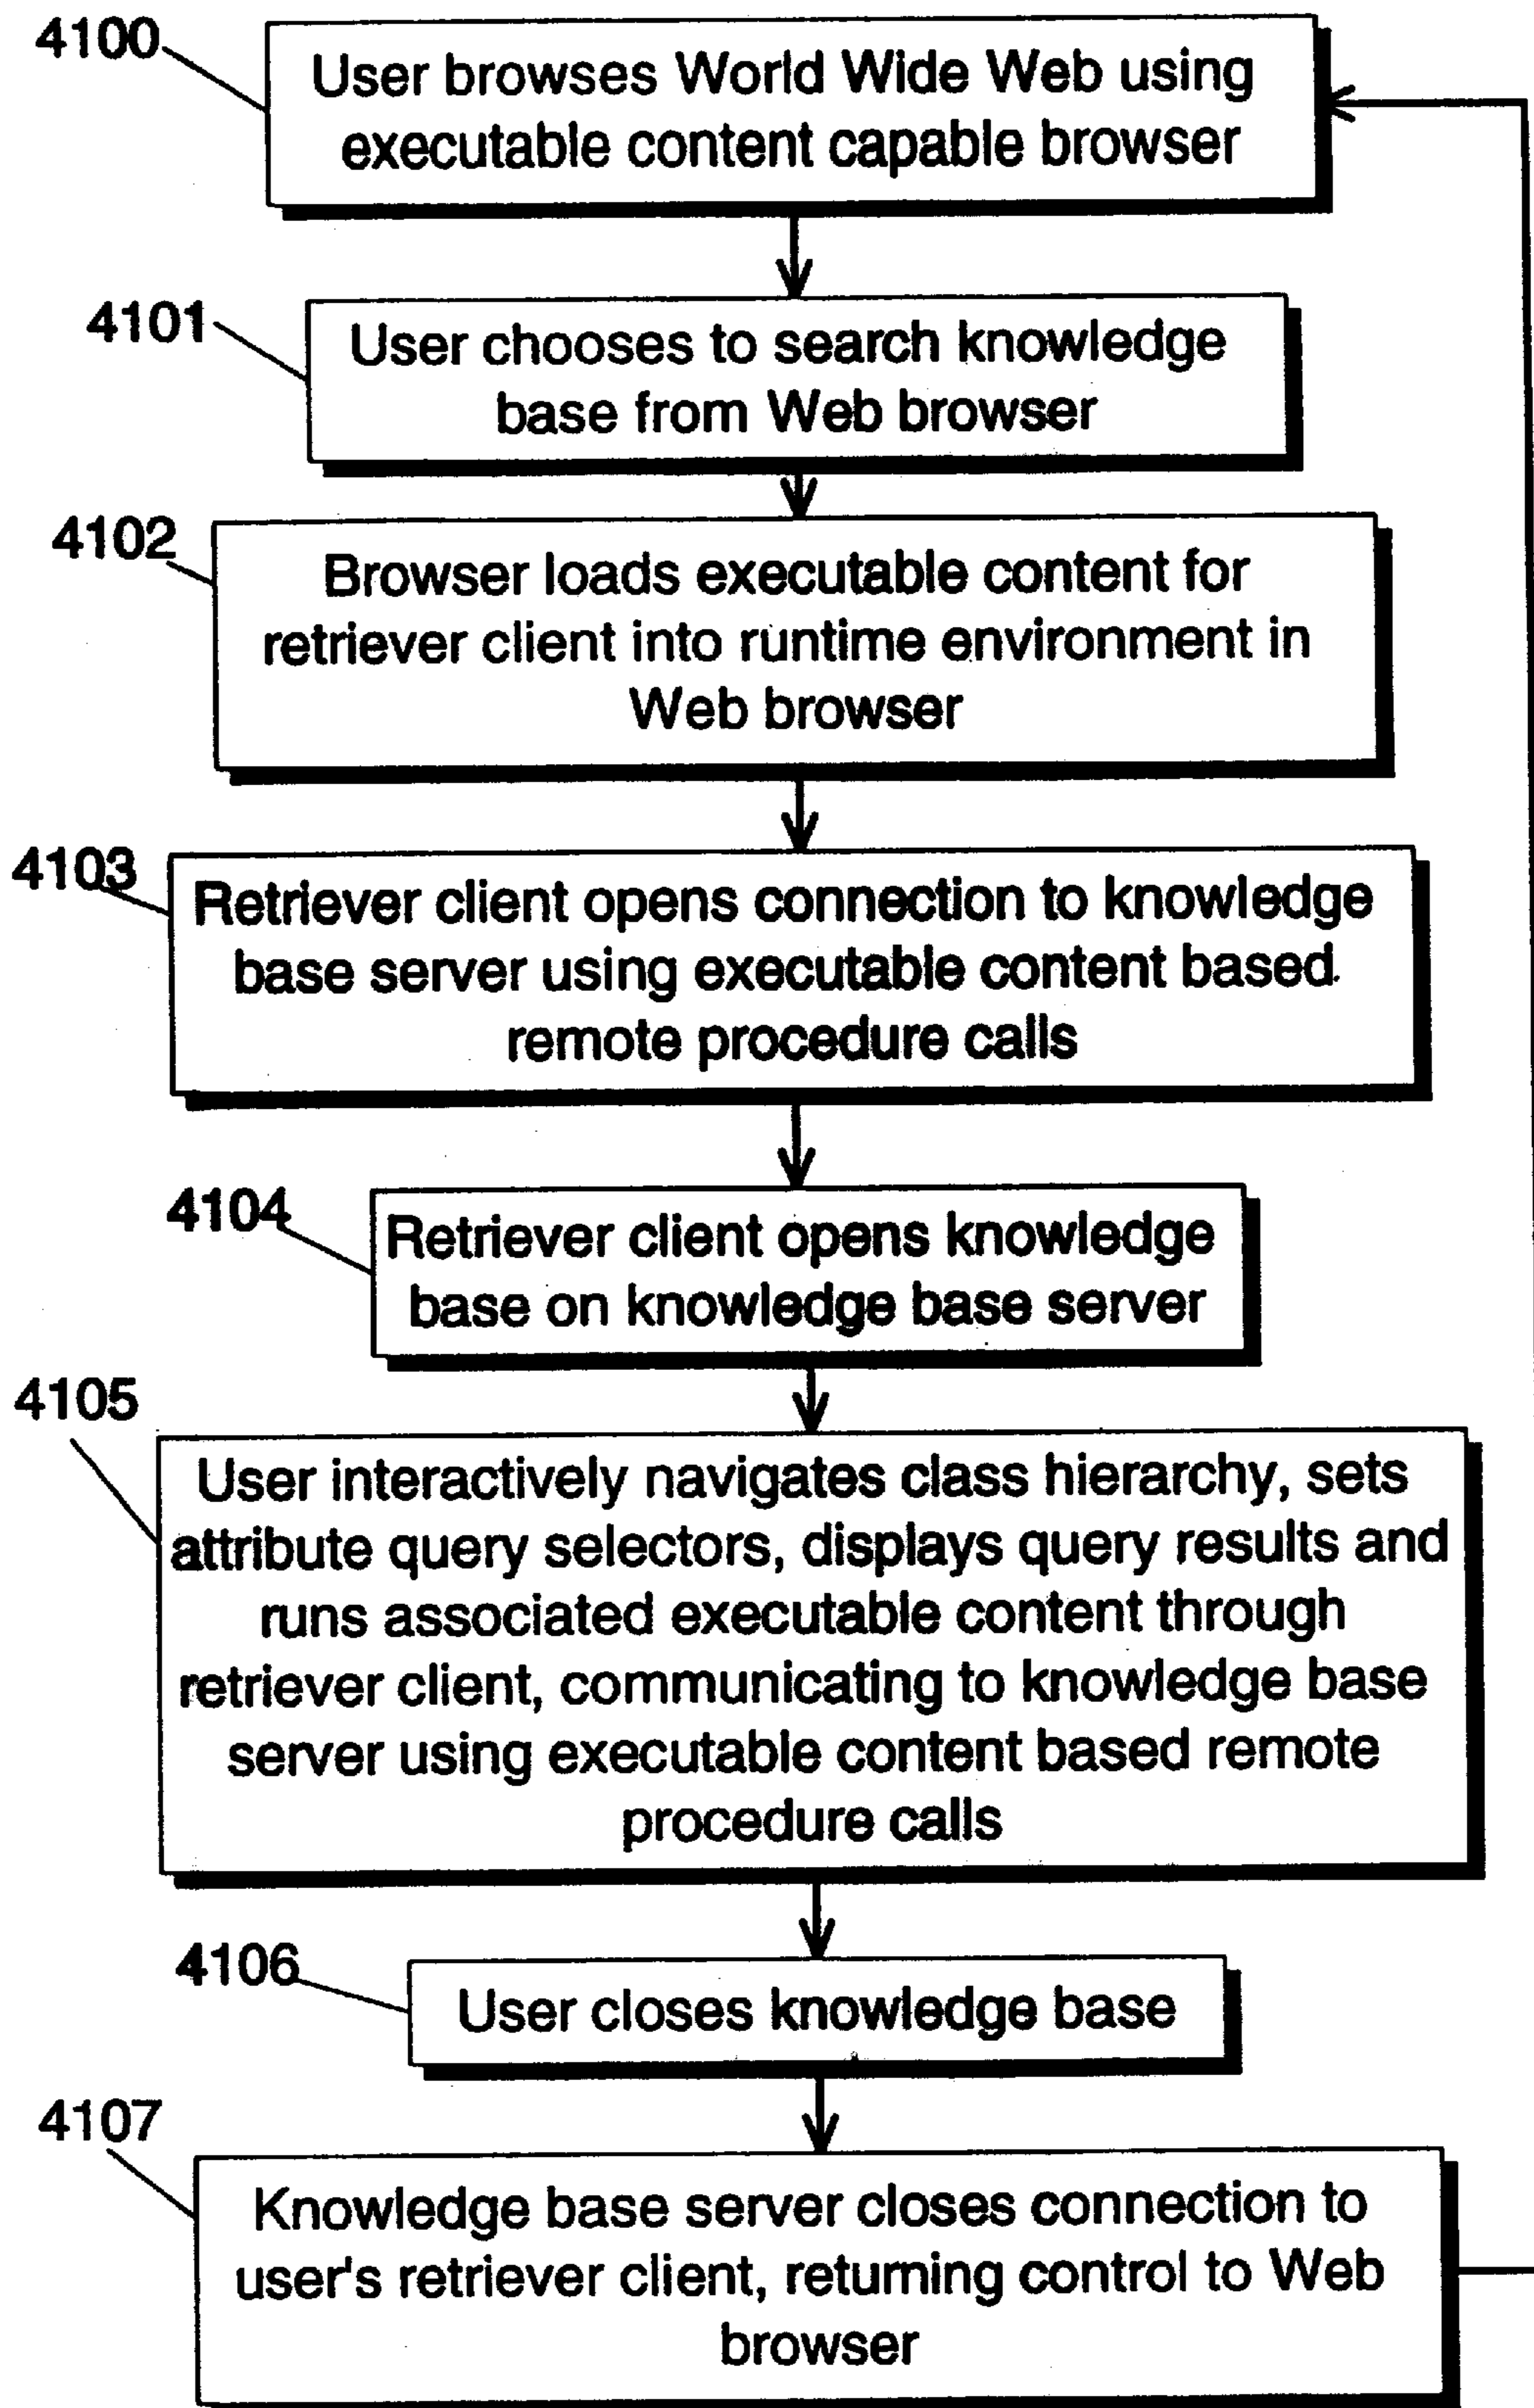 4100
User browses World Wide Web using
executable content capable browser
4101
User chooses to search knowledge
base from Web browser
4102
Browser loads executable content for
retriever client into runtime environment in
Web browser
4103
Retriever client opens connection to knowledge
base server using executable content based
remote procedure calls
4104
Retriever client opens knowledge
base on knowledge base server
4105
User interactively navigates class hierarchy, sets
attribute query selectors, displays query results and
runs associated executable content through
retriever client, communicating to knowledge base
server using executable content based remote
procedure calls
4106
User closes knowledge base
4107
Knowledge base server closes connection to
user's retriever client, returning control to Web
browser